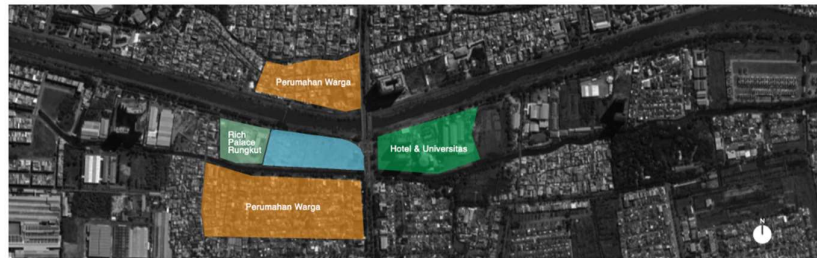 Perumahan Warga
Rich
Palace
Rungkut
Hotel & Universitas
Perumahan Warga
N